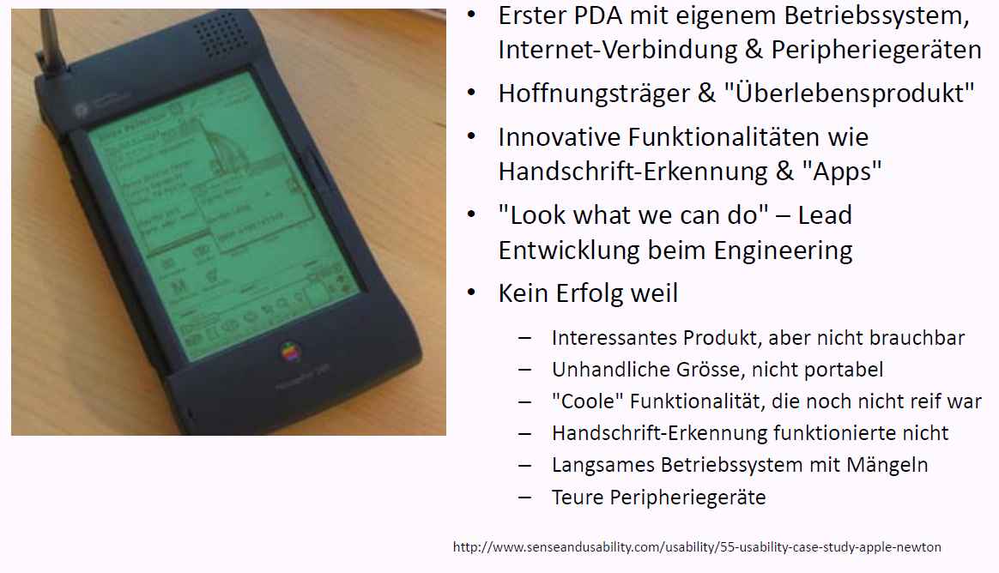 • Erster PDA mit eigenem Betriebssystem,
Internet-Verbindung & Peripheriegeräten
• Hoffnungsträger & "Überlebensprodukt"
• Innovative Funktionalitäten wie
Handschrift-Erkennung & "Apps"
• "Look what we can do" – Lead
Entwicklung beim Engineering
• Kein Erfolg weil
– Interessantes Produkt, aber nicht brauchbar
– Unhandliche Grösse, nicht portabel
– "Coole" Funktionalität, die noch nicht reif war
– Handschrift-Erkennung funktionierte nicht
– Langsames Betriebssystem mit Mängeln
– Teure Peripheriegeräte
http://www.senseandusability.com/usability/55-usability-case-study-apple-newton